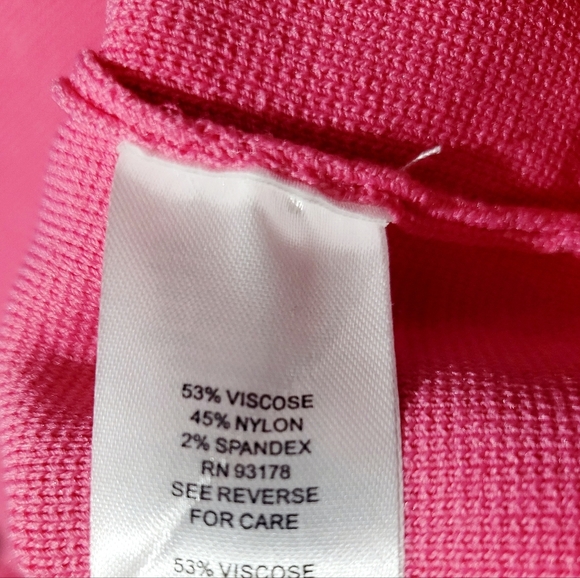 53% VISCOSE
45% NYLON
2% SPANDEX
RN 93178
SEE REVERSE
FOR CARE
53% VISCOSE